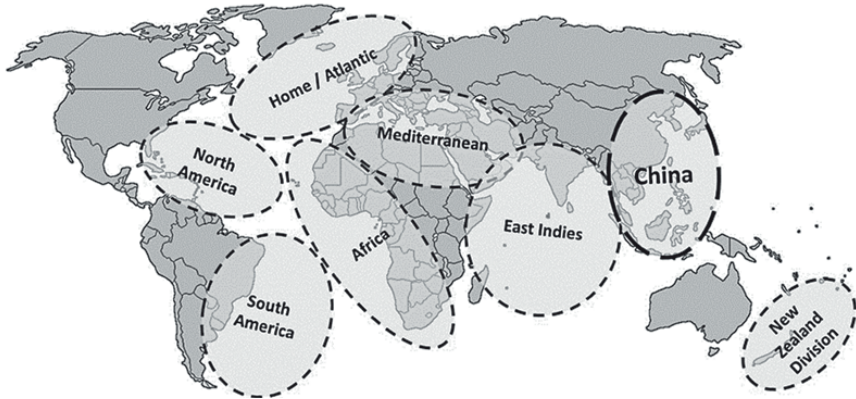 Home / Atlantic
Mediterranean
North
America
China
Africa
East Indies
South
America
New
Zealand
Division